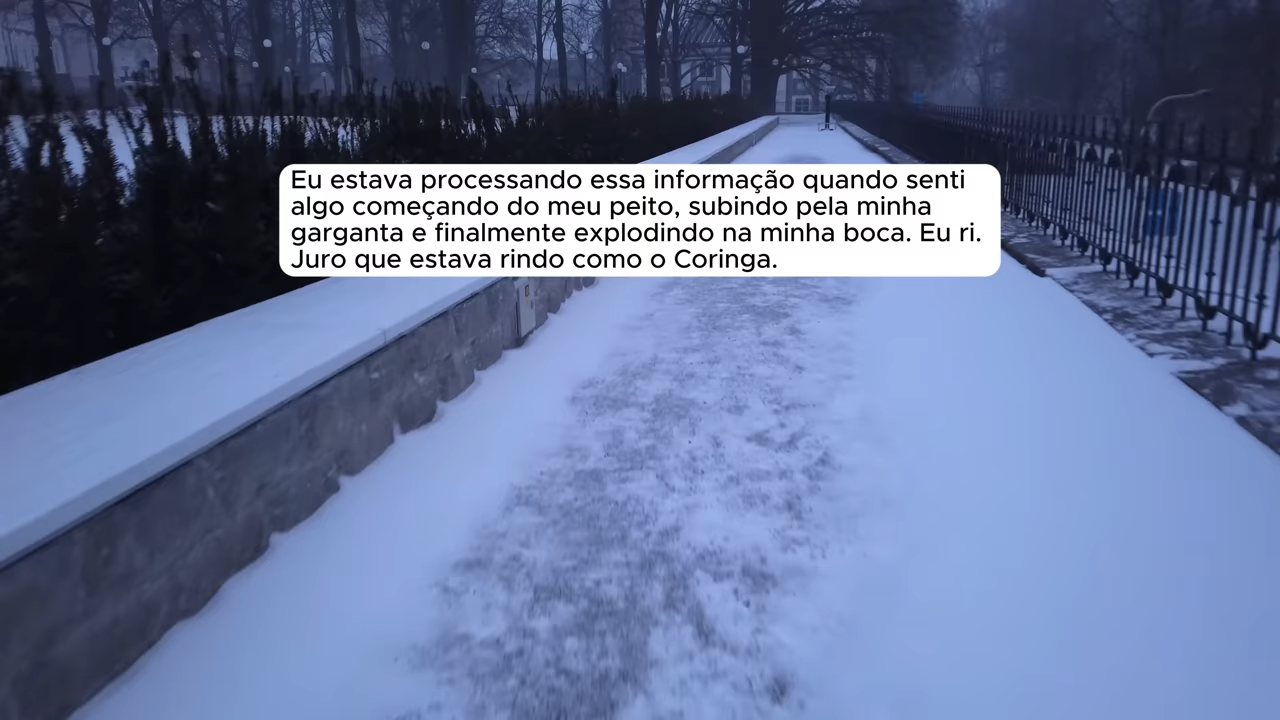 Eu estava processando essa informação quando senti
algo começando do meu peito, subindo pela minha
garganta e finalmente explodindo na minha boca. Eu ri.
Juro que estava rindo como o Coringa.